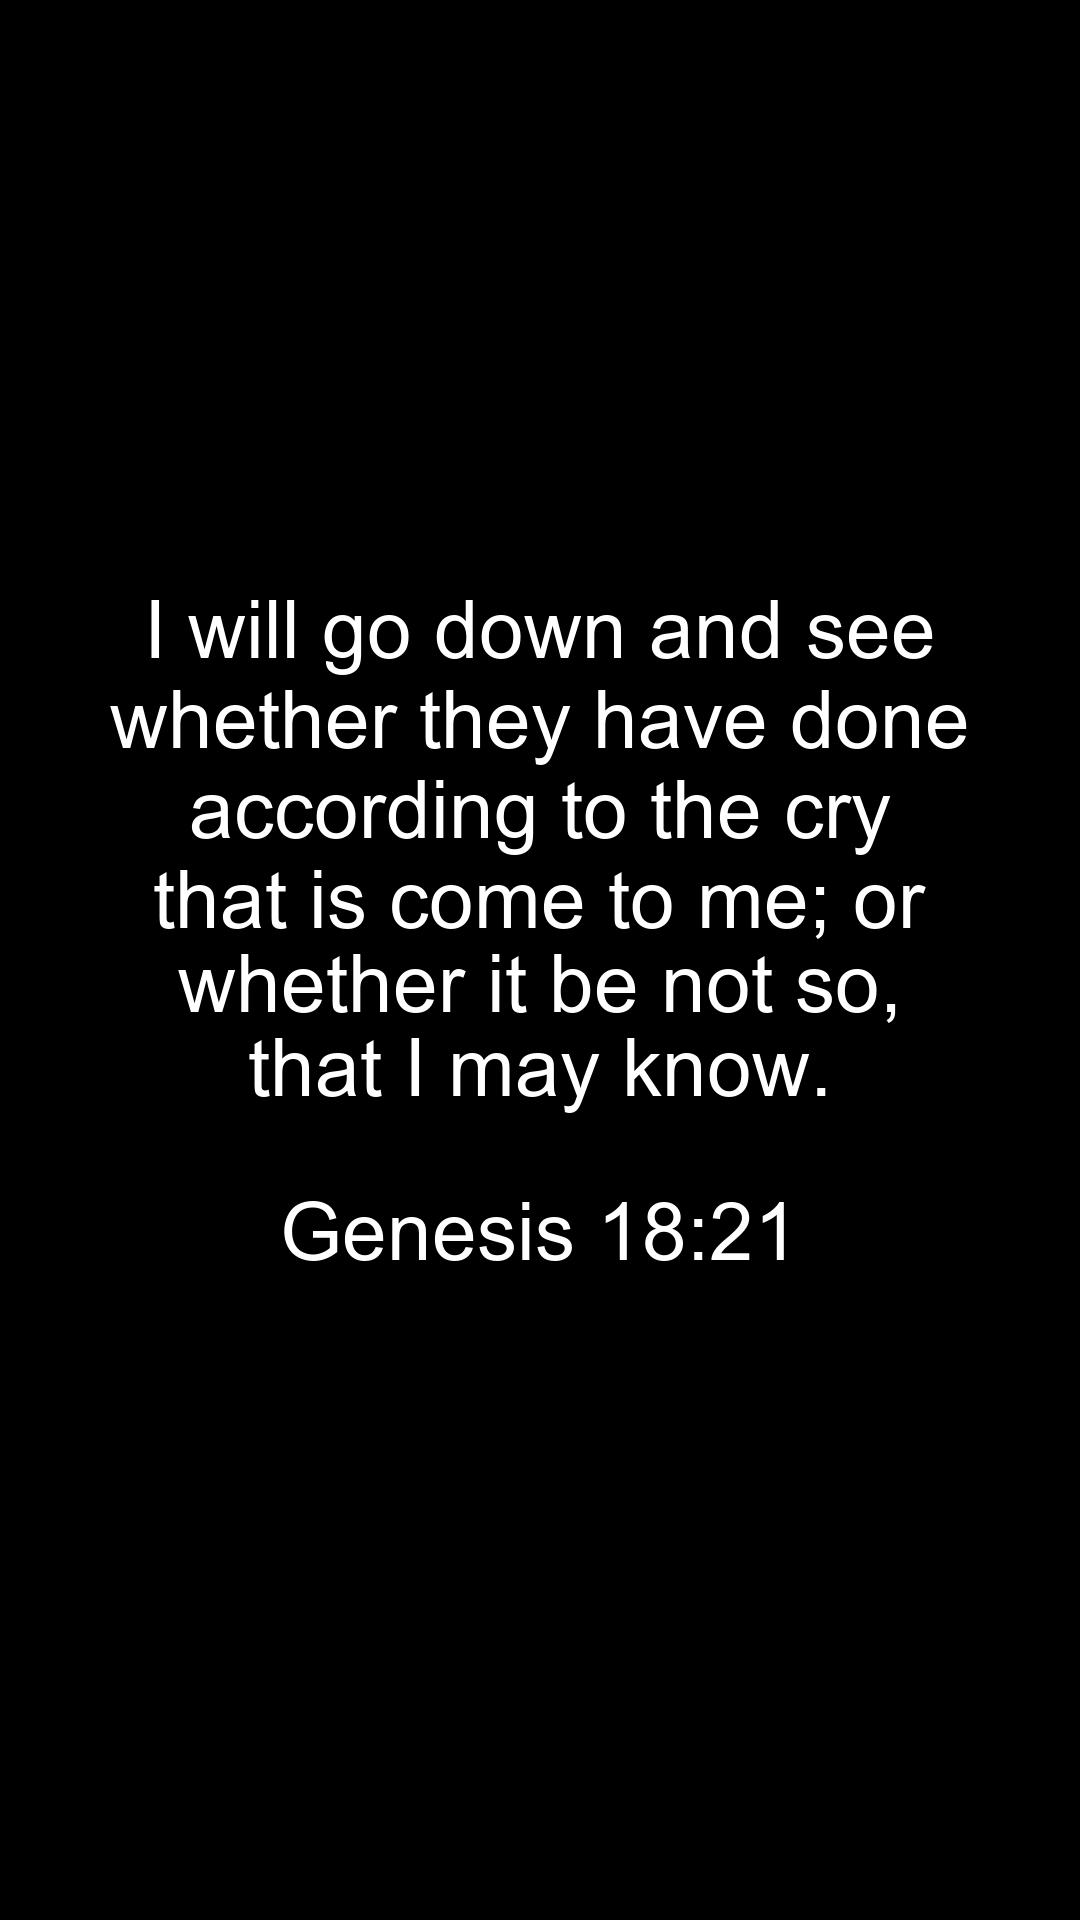 I will go down and see
whether they have done
according to the cry
that is come to me; or
whether it be not so,
that I may know.
Genesis 18:21